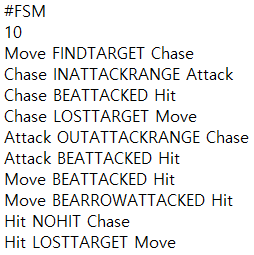 #FSM
10
Move FINDTARGET Chase
Chase INATTACKRANGE Attack
Chase BEATTACKED Hit
Chase LOSTTARGET Move
Attack OUTATTACKRANGE Chase
Attack BEATTACKED Hit
Move BEATTACKED Hit
Move BEARROWATTACKED Hit
Hit NOHIT Chase
Hit LOSTTARGET Move